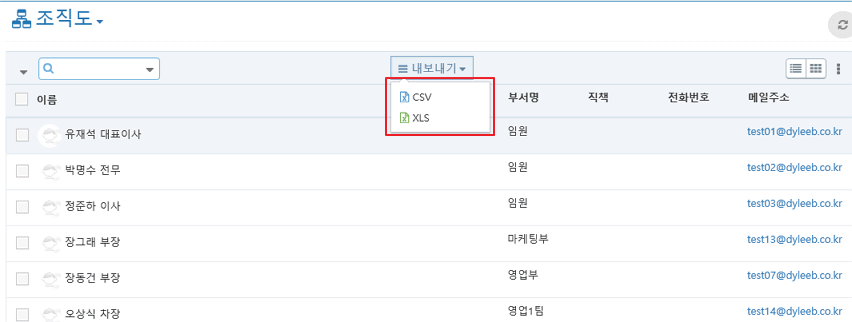 조직도
내보내기
CSV
XLS
이름 부서명 직책 전화번호 메일주소
유재석 대표이사 임원 test01@dyleeb.co.kr
박명수 전무 임원 test02@dyleeb.co.kr
정준하 이사 임원 test03@dyleeb.co.kr
장그래 부장 마케팅부 test13@dyleeb.co.kr
장동건 부장 영업부 test07@dyleeb.co.kr
오상식 차장 영업1팀 test14@dyleeb.co.kr